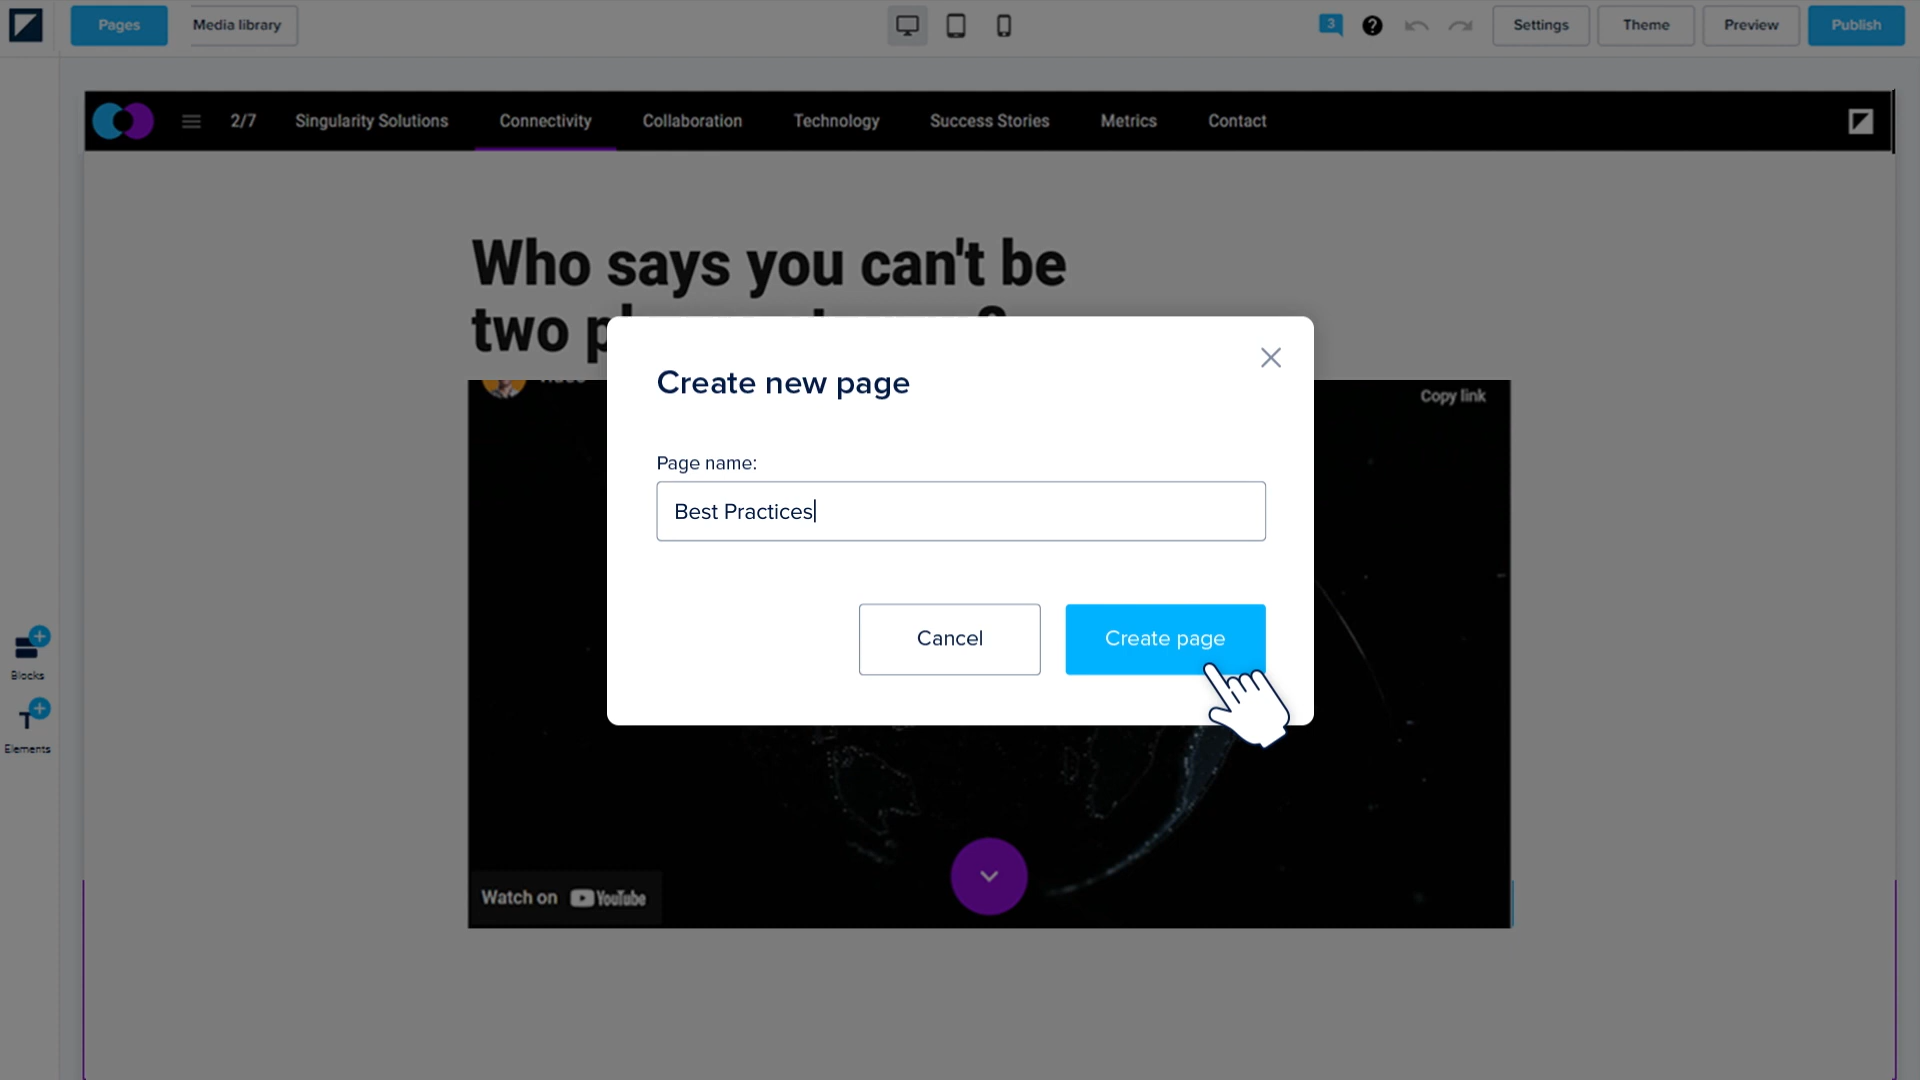 Pages
Media library
3
?
Settings
Theme
Preview
Publish
2/7
Singularity Solutions
Connectivity
Collaboration
Technology
Success Stories
Metrics
Contact
Who says you can't be
two
Copy link
Create new page
Page name:
Best Practices
Cancel
Create page
Blocks
T
Elements
Watch on YouTube